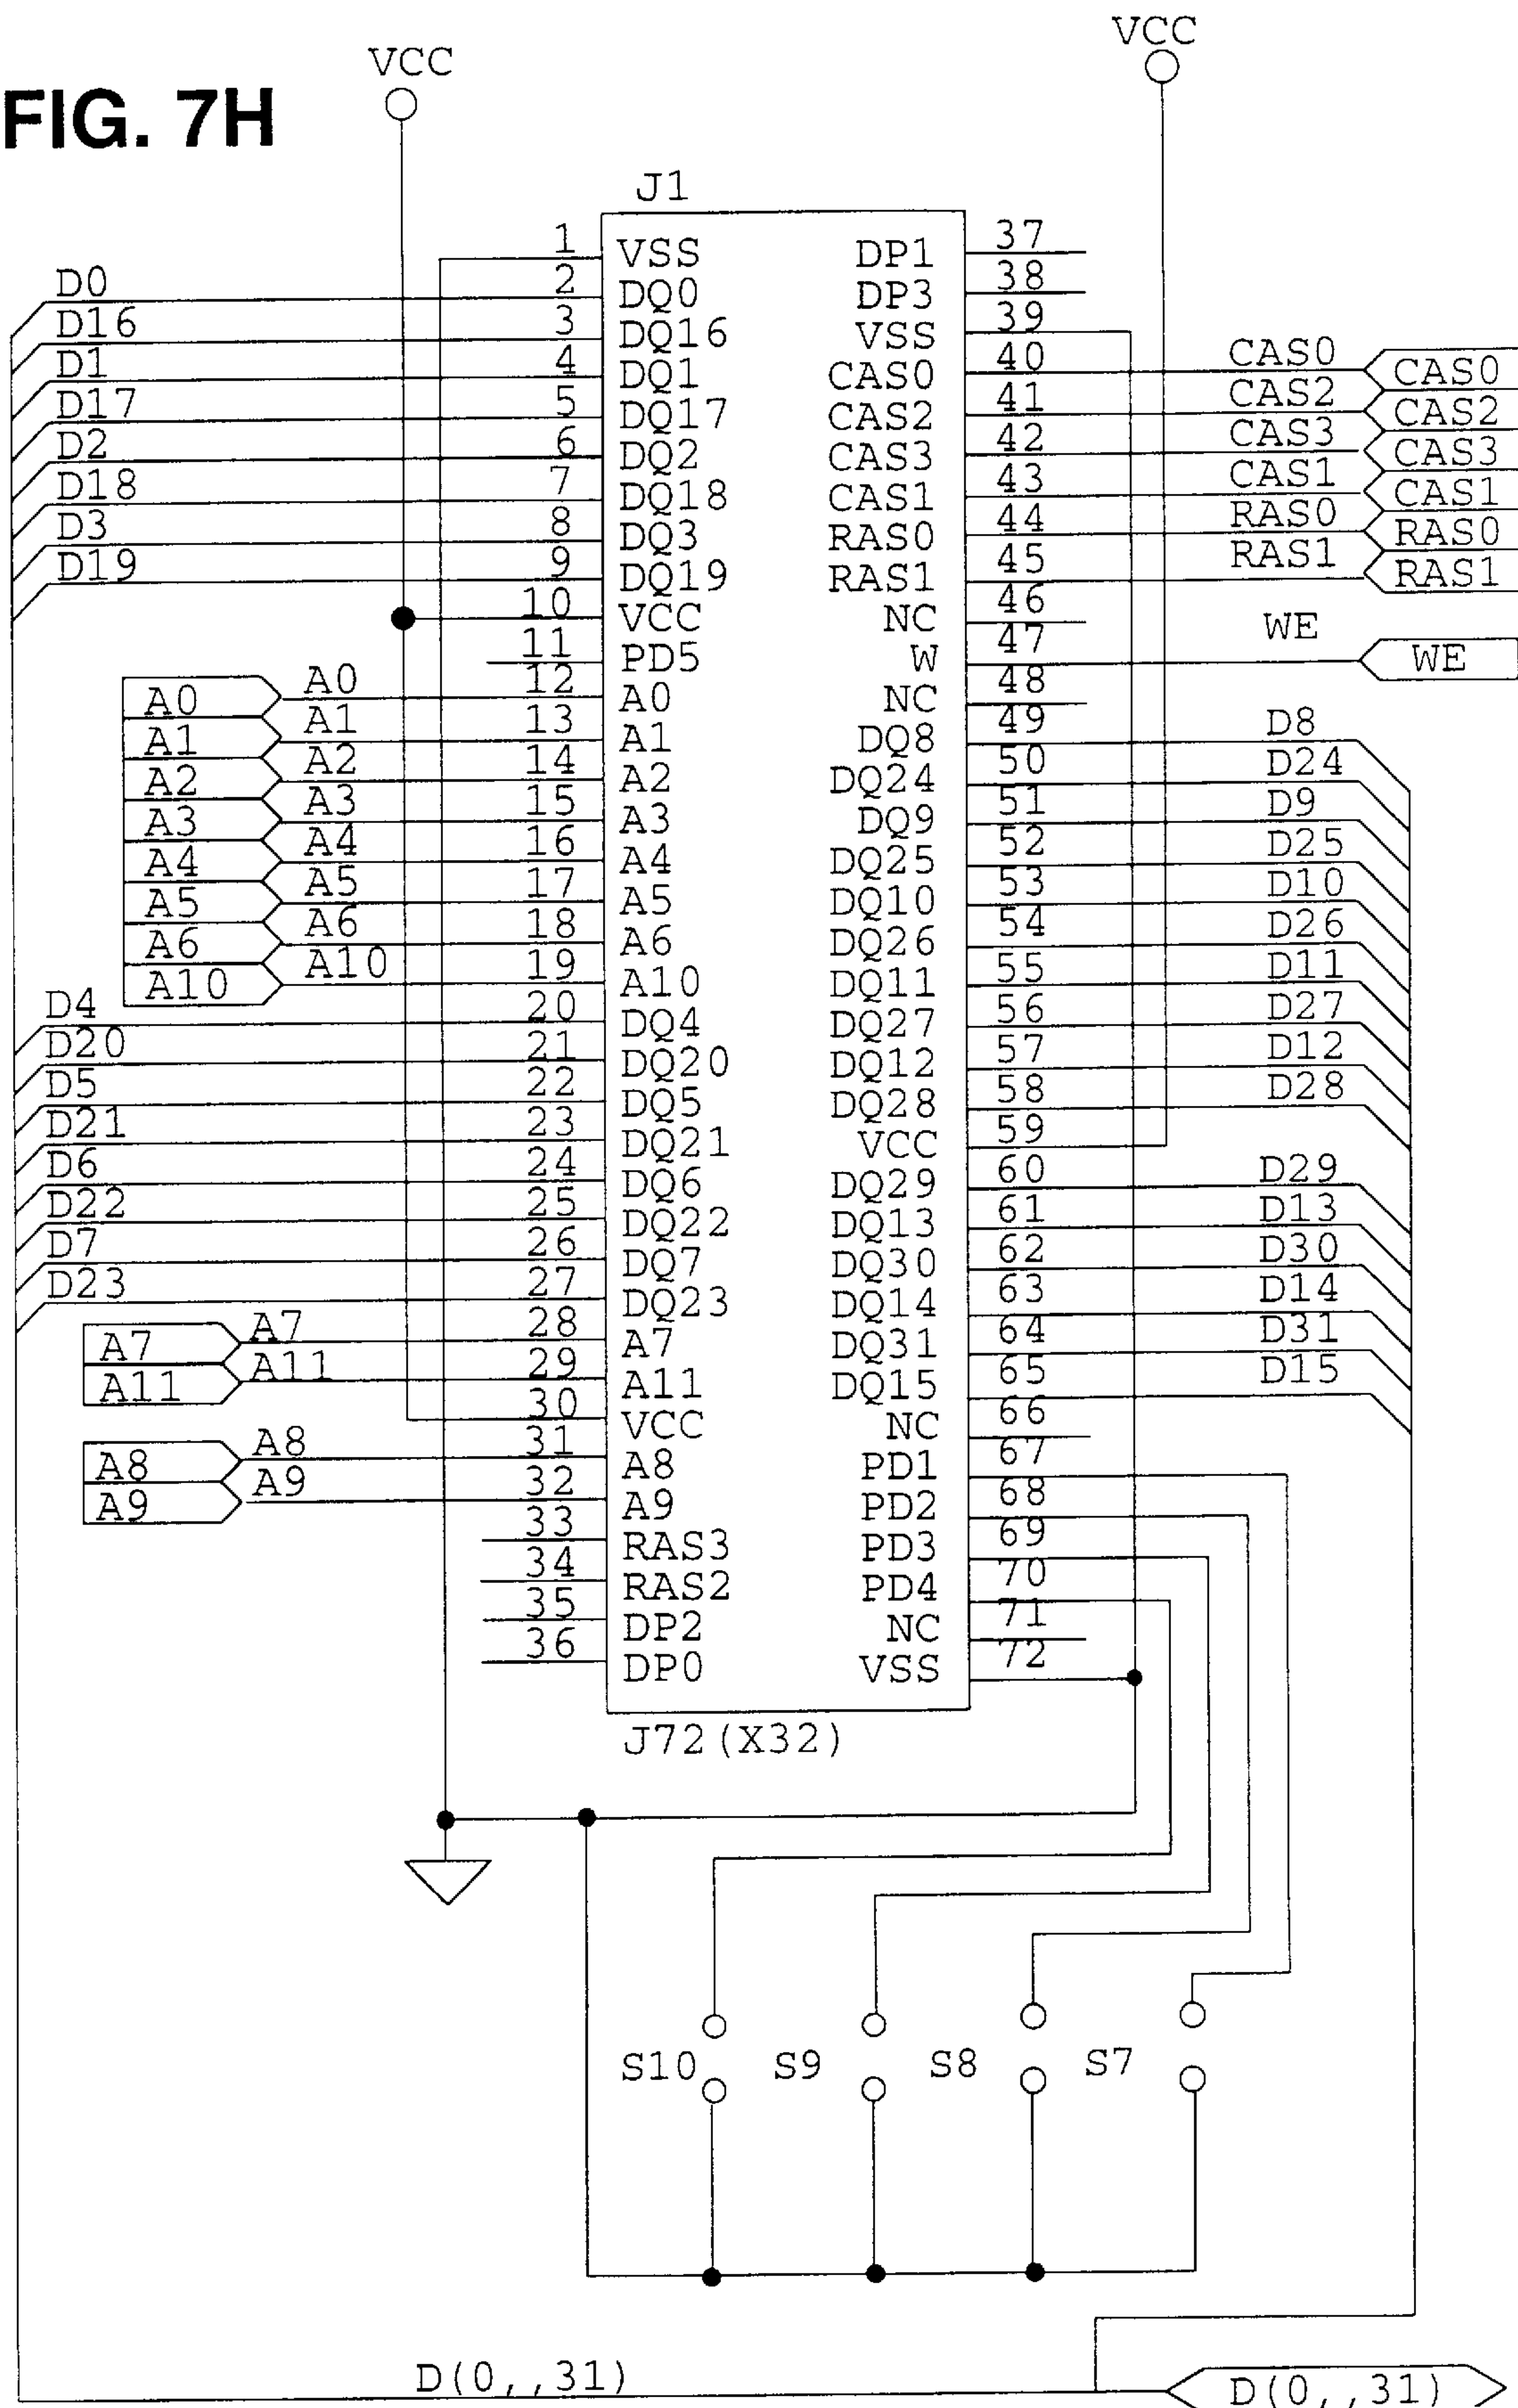 FIG. 7H
VCC
VCC
J1
1 VSS DP1 37
D0 2 DQ0 DP3 38
D16 3 DQ16 VSS 39
D1 4 DQ1 CAS0 40 CAS0 CAS0
D17 5 DQ17 CAS2 41 CAS2 CAS2
D2 6 DQ2 CAS3 42 CAS3 CAS3
D18 7 DQ18 CAS1 43 CAS1 CAS1
D3 8 DQ3 RAS0 44 RAS0 RAS0
D19 9 DQ19 RAS1 45 RAS1 RAS1
10 VCC NC 46
11 PD5 W 47 WE WE
A0 A0 12 A0 NC 48
A1 A1 13 A1 DQ8 49 D8
A2 A2 14 A2 DQ24 50 D24
A3 A3 15 A3 DQ9 51 D9
A4 A4 16 A4 DQ25 52 D25
A5 A5 17 A5 DQ10 53 D10
A6 A6 18 A6 DQ26 54 D26
A10 A10 19 A10 DQ11 55 D11
D4 20 DQ4 DQ27 56 D27
D20 21 DQ20 DQ12 57 D12
D5 22 DQ5 DQ28 58 D28
D21 23 DQ21 VCC 59
D6 24 DQ6 DQ29 60 D29
D22 25 DQ22 DQ13 61 D13
D7 26 DQ7 DQ30 62 D30
D23 27 DQ23 DQ14 63 D14
A7 A7 28 A7 DQ31 64 D31
A11 A11 29 A11 DQ15 65 D15
30 VCC NC 66
A8 A8 31 A8 PD1 67
A9 A9 32 A9 PD2 68
33 RAS3 PD3 69
34 RAS2 PD4 70
35 DP2 NC 71
36 DP0 VSS 72
J72(X32)
S10 S9 S8 S7
D(0,,31)
D(0,,31)